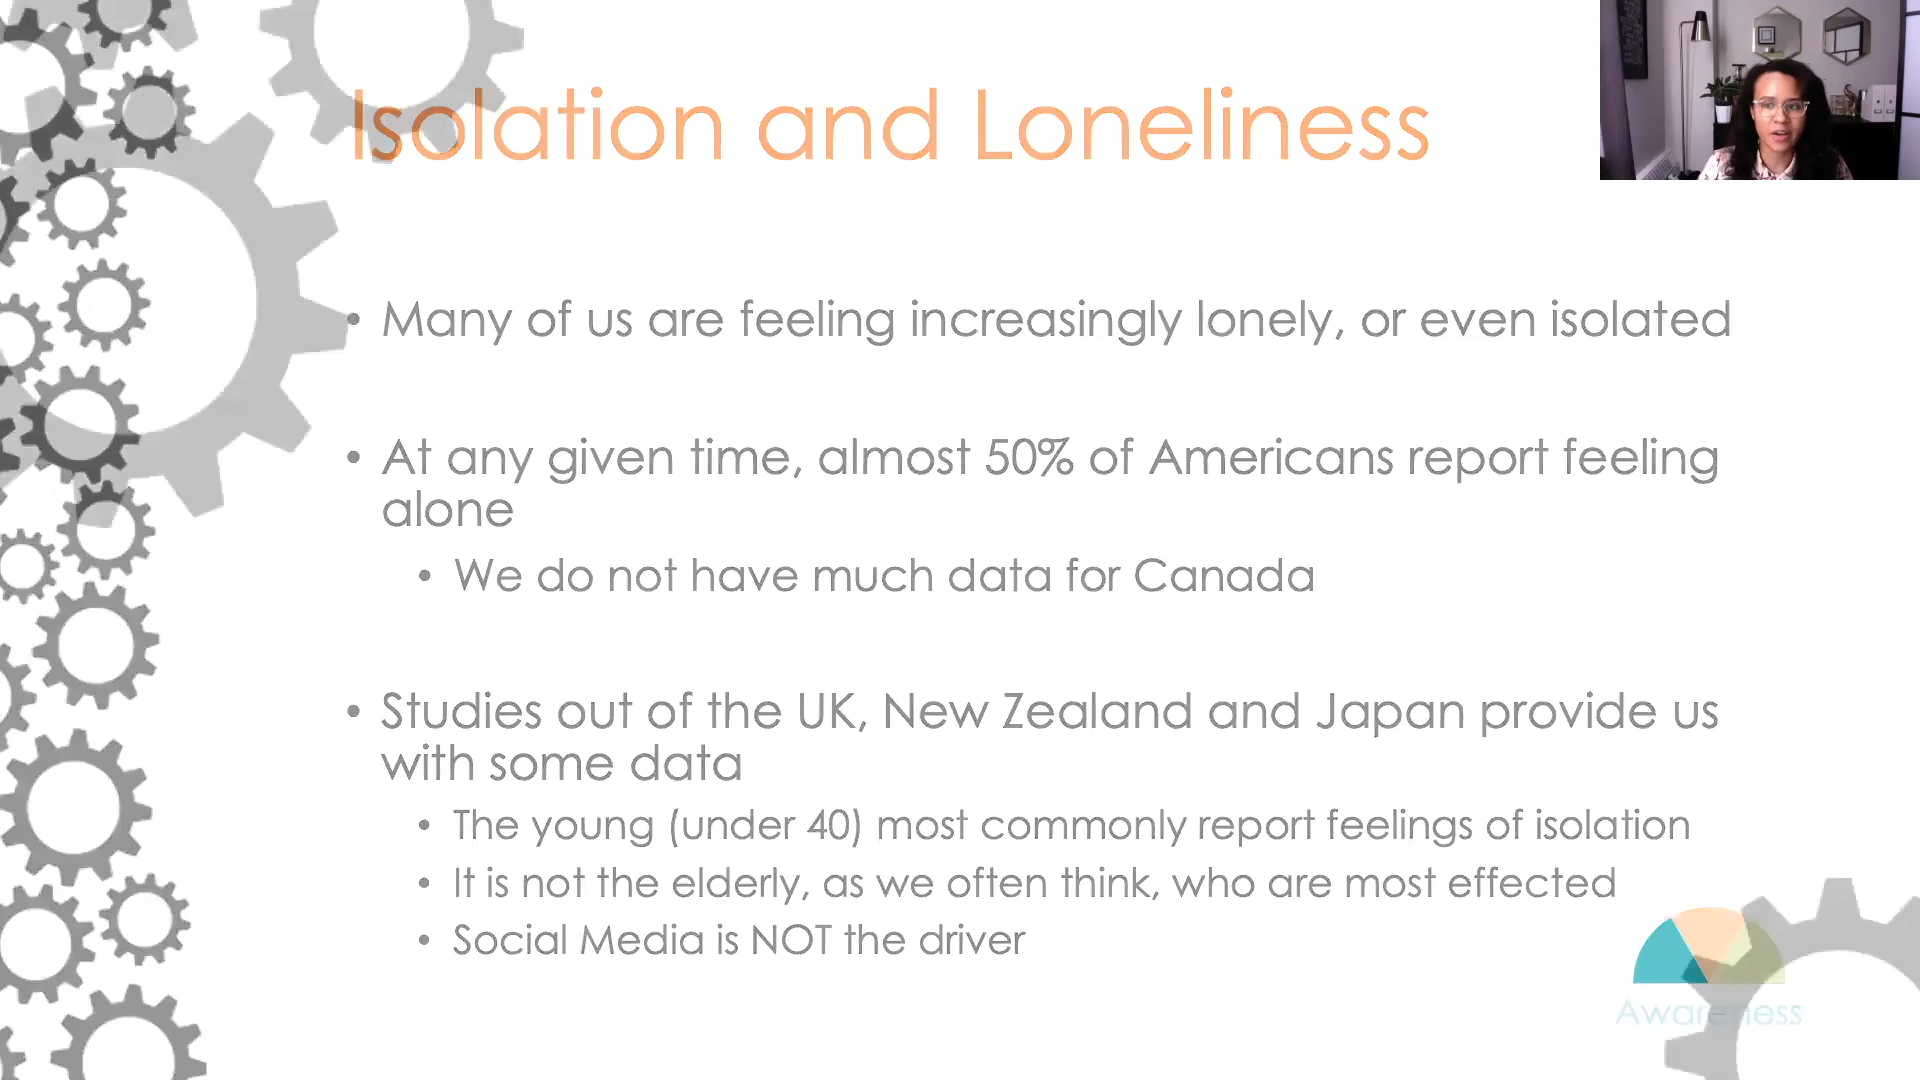 Isolation and Loneliness
• Many of us are feeling increasingly lonely, or even isolated
• At any given time, almost 50% of Americans report feeling
alone
• We do not have much data for Canada
• Studies out of the UK, New Zealand and Japan provide us
with some data
• The young (under 40) most commonly report feelings of isolation
• It is not the elderly, as we often think, who are most effected
• Social Media is NOT the driver
Awareness